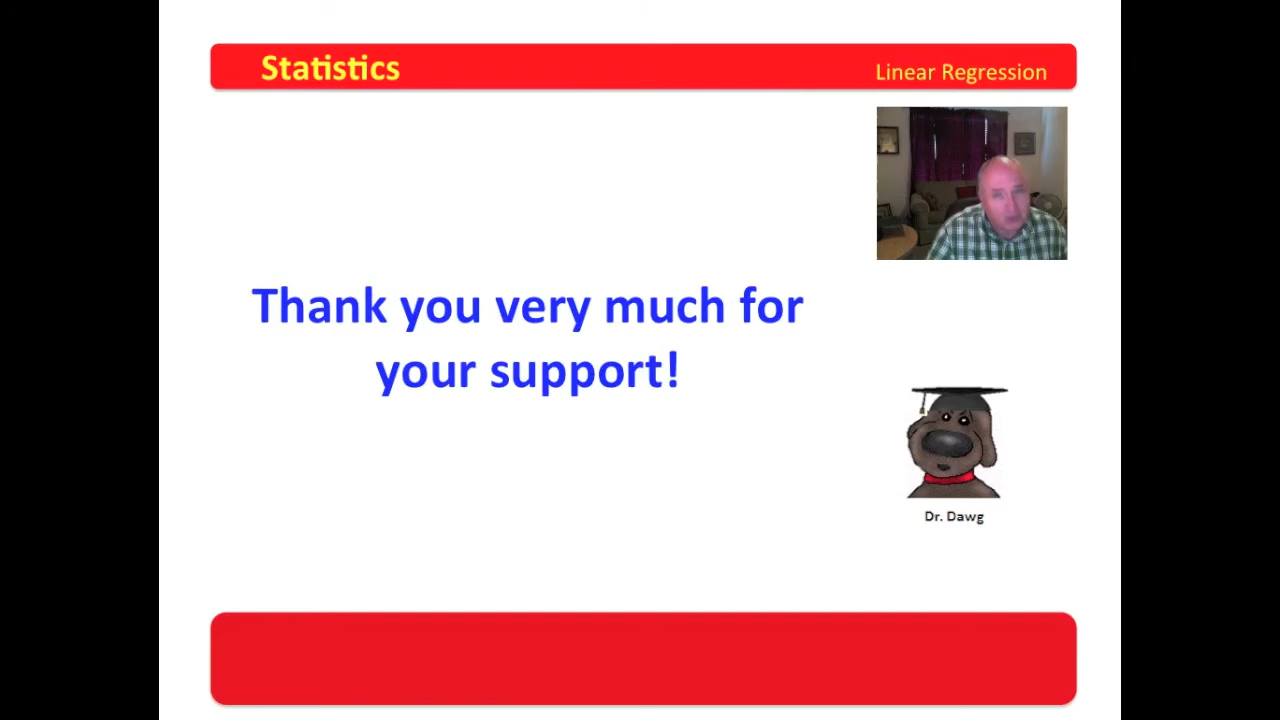 Statistics
Linear Regression
Thank you very much for
your support!
Dr. Dawg